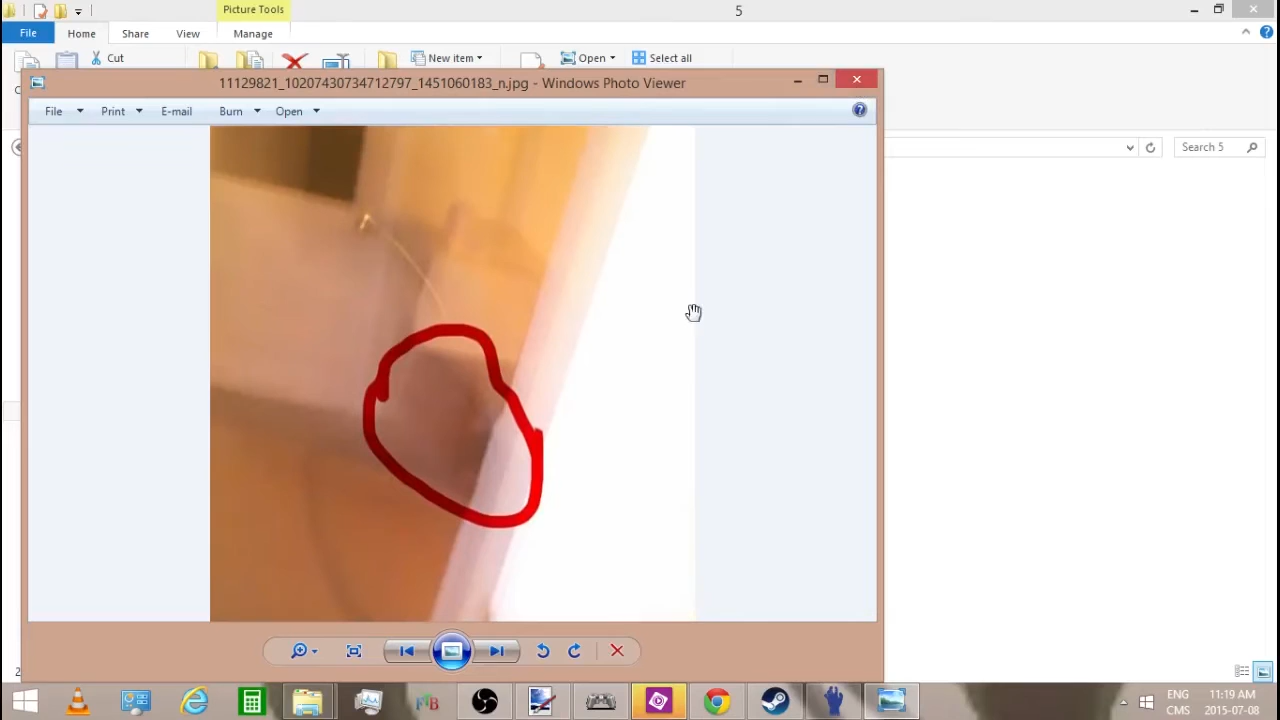 Picture Tools
5
File Home Share View Manage
Cut
New item
Open
Select all
11129821_10207430734712797_1451060183_n.jpg - Windows Photo Viewer
File Print E-mail Burn Open
Search 5
ENG 11:19 AM
CMS 2015-07-08